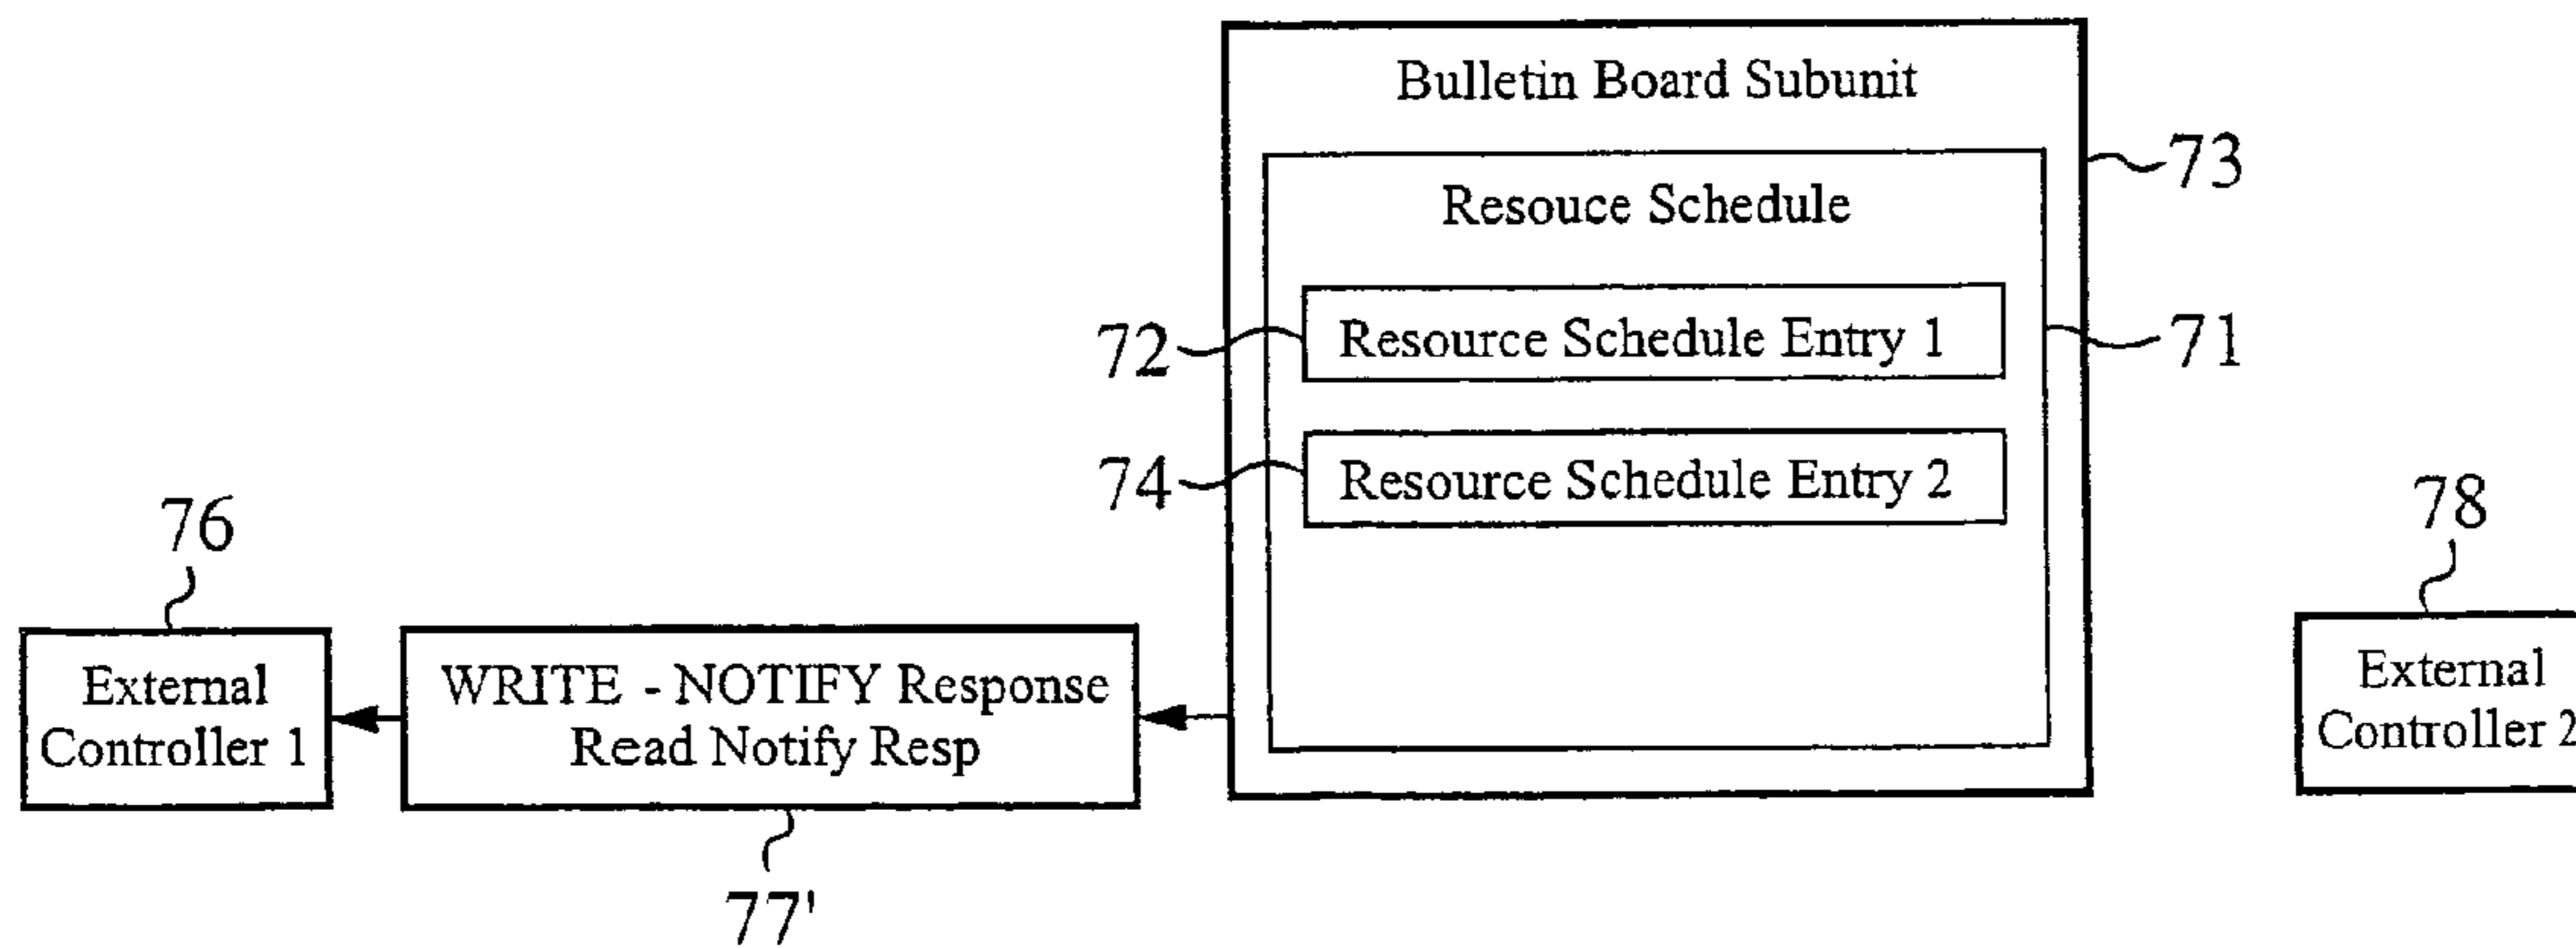 Bulletin Board Subunit
73
Resouce Schedule
72
Resource Schedule Entry 1
71
74
Resource Schedule Entry 2
76
78
External
Controller 1
WRITE - NOTIFY Response
Read Notify Resp
External
Controller 2
77'